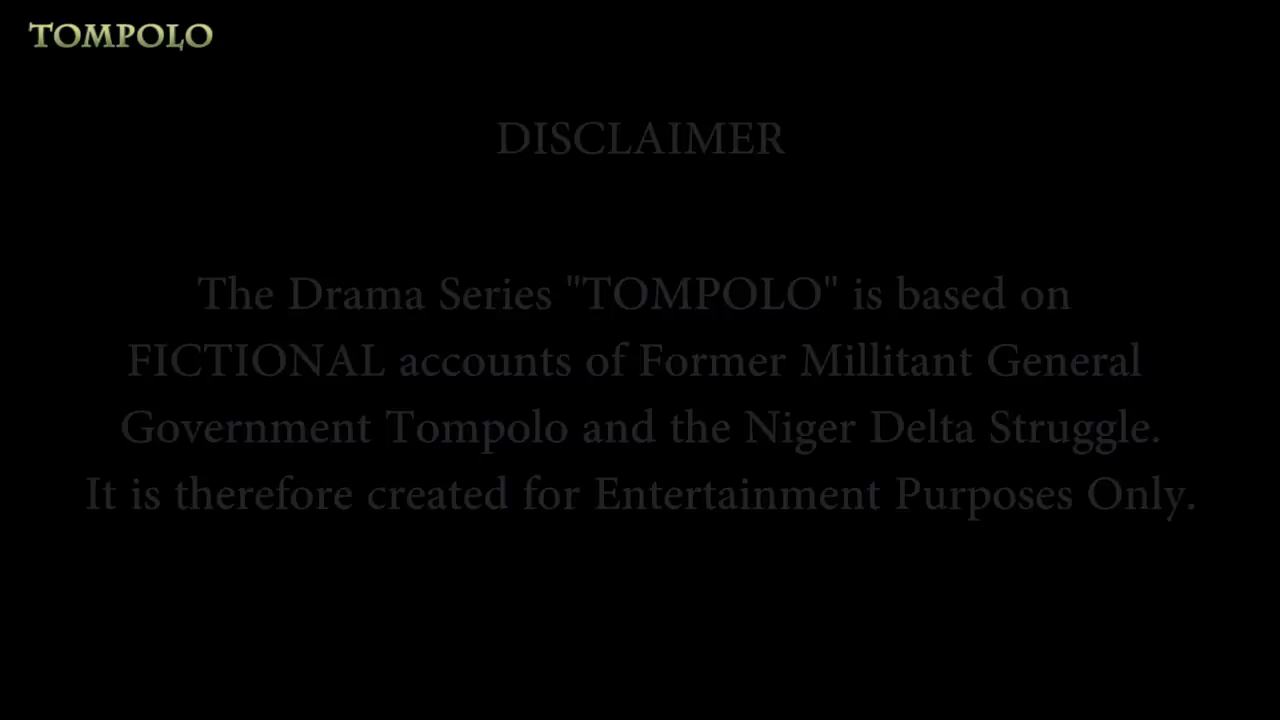 TOMPOLO
DISCLAIMER
The Drama Series "TOMPOLO" is based on
FICTIONAL accounts of Former Millitant General
Government Tompolo and the Niger Delta Struggle.
It is therefore created for Entertainment Purposes Only.